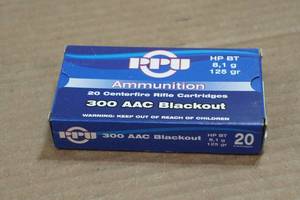 PPU
HP BT
8,1 g
125 gr
Ammunition
20 Centerfire Rifle Cartridges
300 AAC Blackout
WARNING: KEEP OUT OF REACH OF CHILDREN
PPU 300 AAC Blackout HP BT 20
8,1 g
125 gr